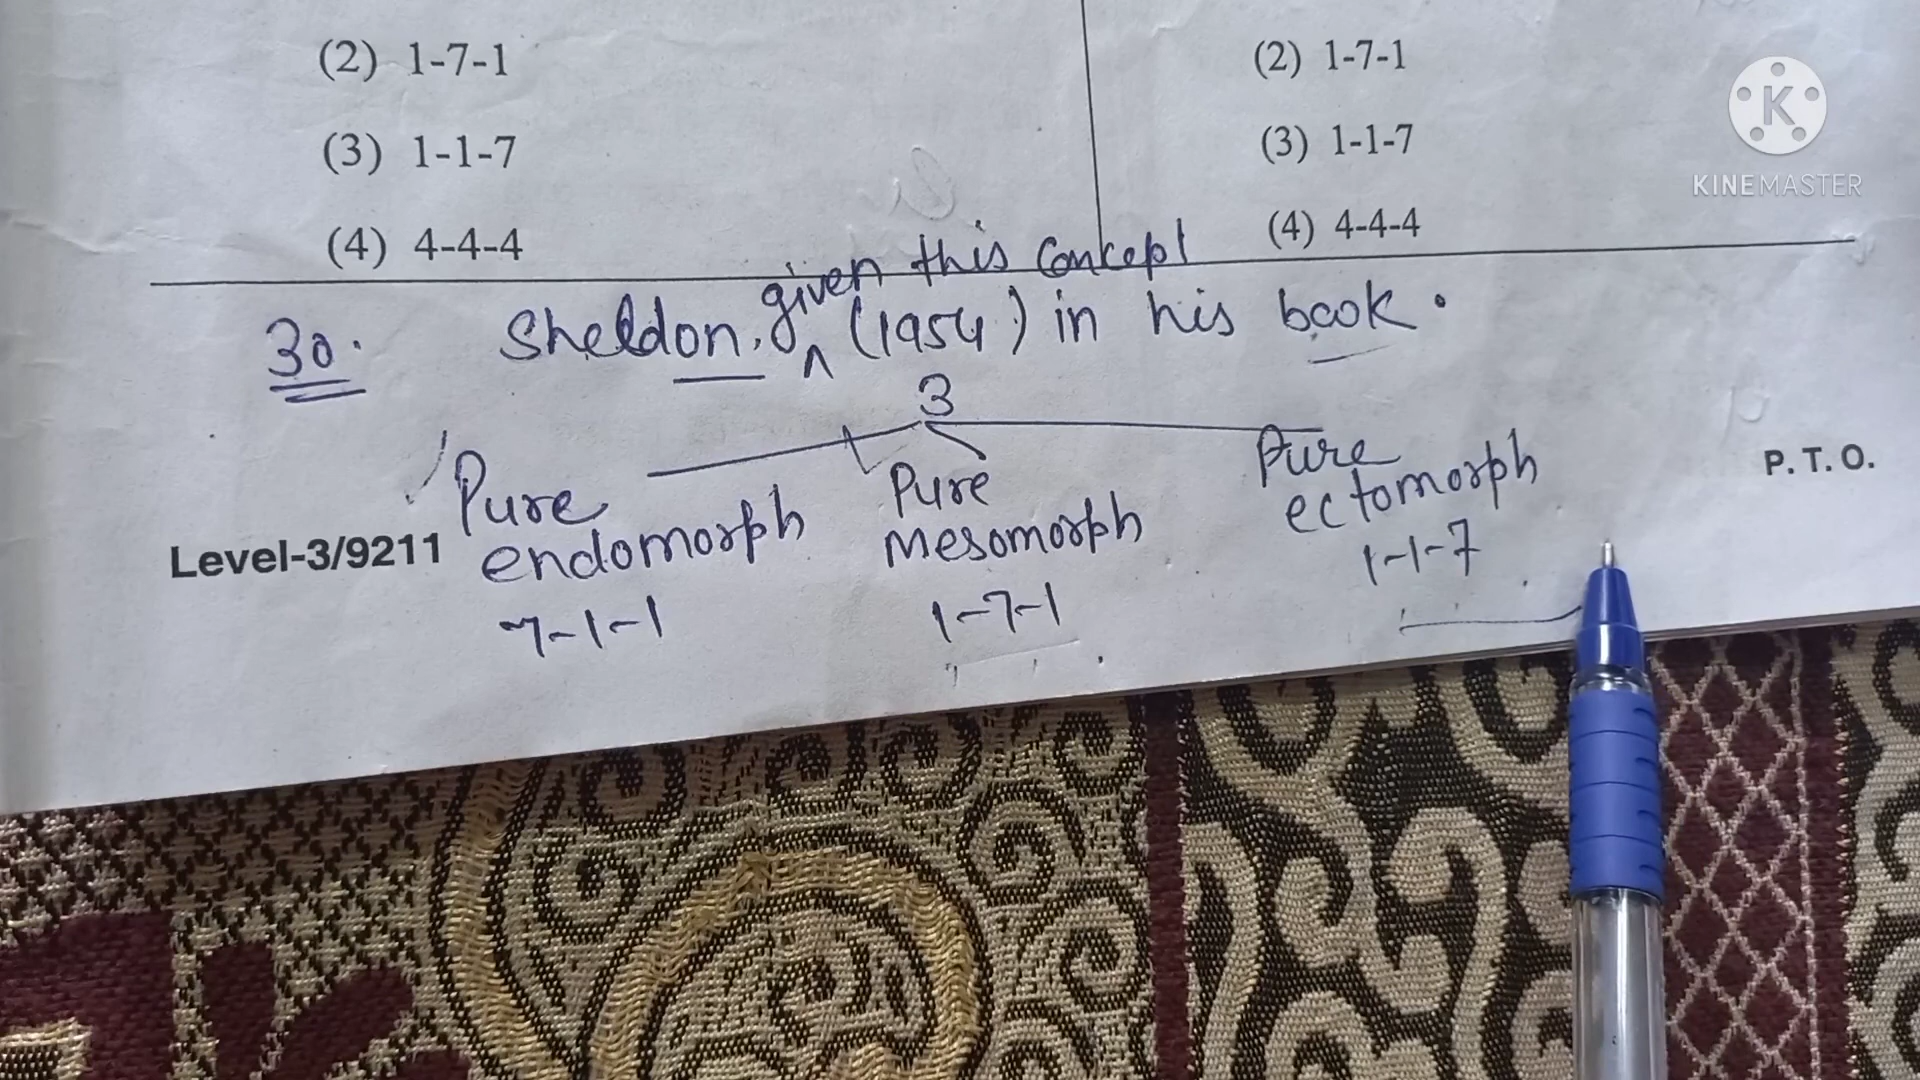 (2) 1-7-1
(3) 1-1-7
(4) 4-4-4
(2) 1-7-1
(3) 1-1-7
(4) 4-4-4
KINEMASTER
30. Sheldon. given this concept (1954) in his book.
3
Pure endomorph
7-1-1
Pure mesomorph
1-7-1
Pure ectomorph
1-1-7
Level-3/9211
P. T. O.